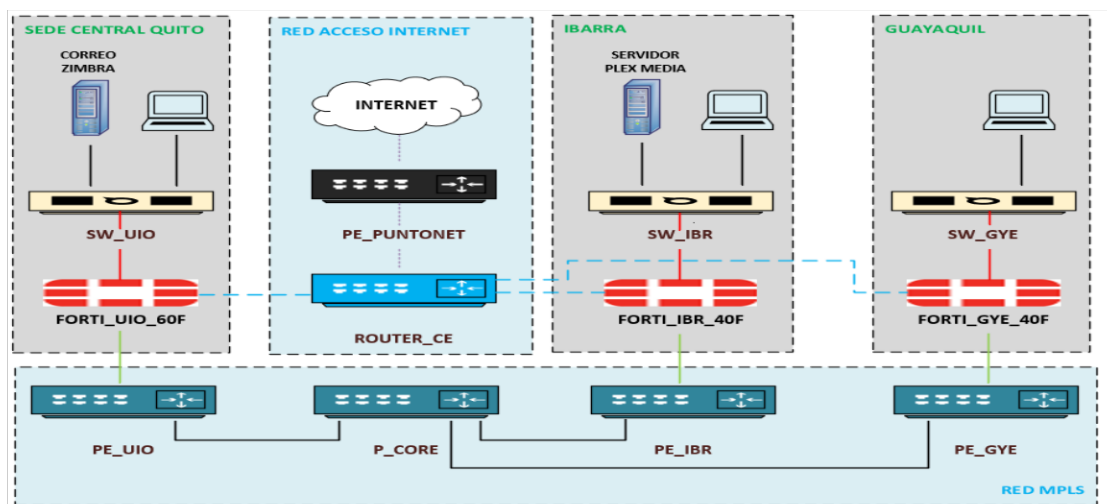 SEDE CENTRAL QUITO
CORREO
ZIMBRA
SW_UIO
FORTI_UIO_60F
RED ACCESO INTERNET
INTERNET
PE_PUNTONET
ROUTER_CE
IBARRA
SERVIDOR
PLEX MEDIA
SW_IBR
FORTI_IBR_40F
GUAYAQUIL
SW_GYE
FORTI_GYE_40F
PE_UIO
P_CORE
PE_IBR
PE_GYE
RED MPLS